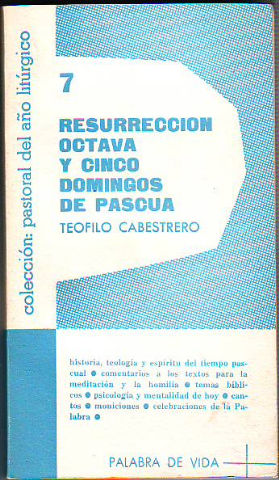 colección: pastoral del año litúrgico
7
RESURRECCION
OCTAVA
Y CINCO
DOMINGOS
DE PASCUA
TEOFILO CABESTRERO
historia, teología y espíritu del tiempo pas-
cual ● comentarios a los textos para la
meditación y la homilía ● temas bíbli-
cos ● psicología y mentalidad de hoy ● can-
tos ● moniciones ● celebraciones de la Pa-
labra ●
PALABRA DE VIDA